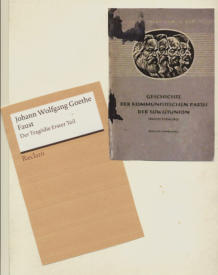 GESCHICHTE
DER KOMMUNISTISCHEN PARTEI
DER SOWJETUNION
Johann Wolfgang Goethe
Faust
Der Tragödie Erster Teil
Reclam